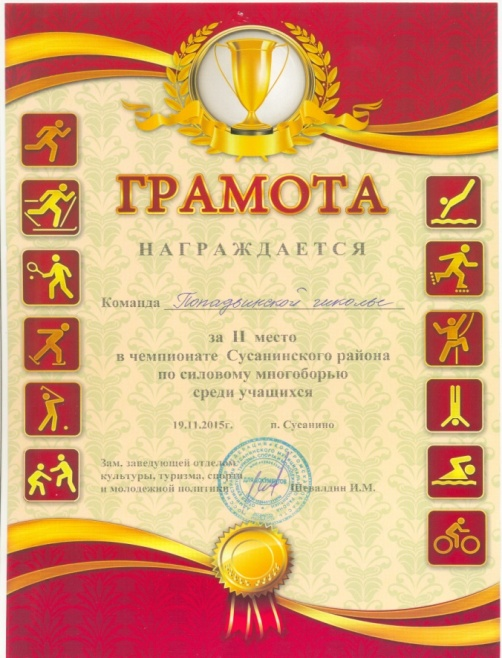 ГРАМОТА
НАГРАЖДАЕТСЯ
Команда Попадьинской школы
за II место
в чемпионате Сусанинского района
по силовому многоборью
среди учащихся
19.11.2015г. п. Сусанино
Зам. заведующей отделом
культуры, туризма, спорта
и молодежной политики Шевалдин И.М.